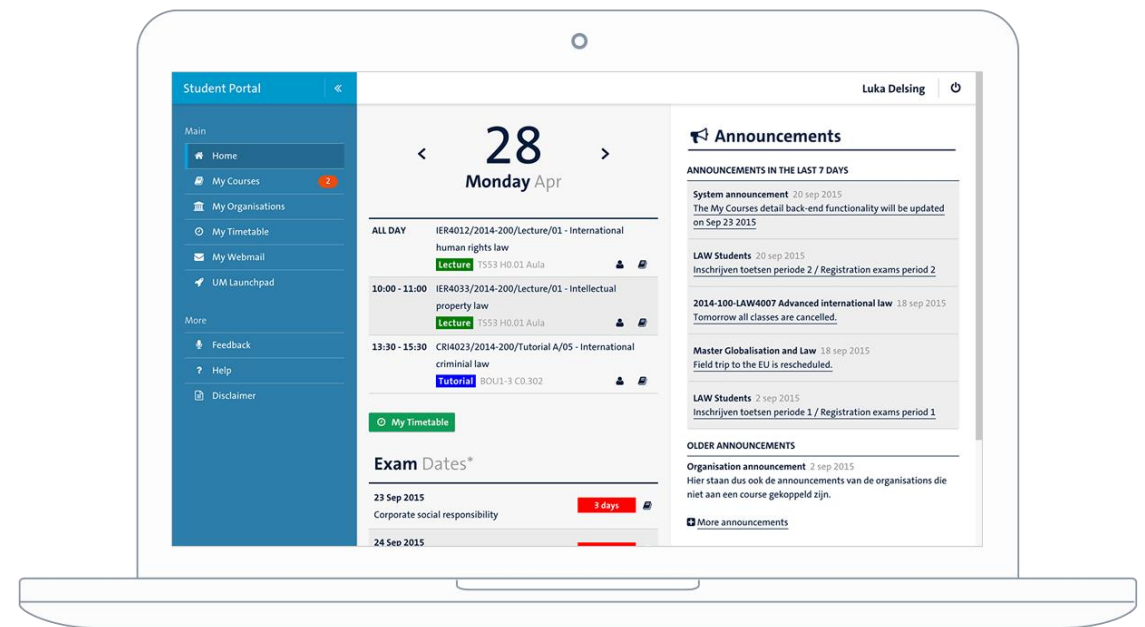 Student Portal
«
Luka Delsing
Main
Home
My Courses
2
My Organisations
My Timetable
My Webmail
UM Launchpad
More
Feedback
? Help
Disclaimer
28
Monday Apr
ALL DAY
IER4012/2014-200/Lecture/01 - International
human rights law
Lecture TS53 H0.01 Aula
10:00 - 11:00
IER4033/2014-200/Lecture/01 - Intellectual
property law
Lecture TS53 H0.01 Aula
13:30 - 15:30
CRI4023/2014-200/Tutorial A/05 - International
criminial law
Tutorial BOU1-3 C0.302
My Timetable
Exam Dates*
23 Sep 2015
Corporate social responsibility
3 days
24 Sep 2015
Announcements
ANNOUNCEMENTS IN THE LAST 7 DAYS
System announcement 20 sep 2015
The My Courses detail back-end functionality will be updated
on Sep 23 2015
LAW Students 20 sep 2015
Inschrijven toetsen periode 2 / Registration exams period 2
2014-100-LAW4007 Advanced international law 18 sep 2015
Tomorrow all classes are cancelled.
Master Globalisation and Law 18 sep 2015
Field trip to the EU is rescheduled.
LAW Students 2 sep 2015
Inschrijven toetsen periode 1 / Registration exams period 1
OLDER ANNOUNCEMENTS
Organisation announcement 2 sep 2015
Hier staan dus ook de announcements van de organisations die
niet aan een course gekoppeld zijn.
More announcements